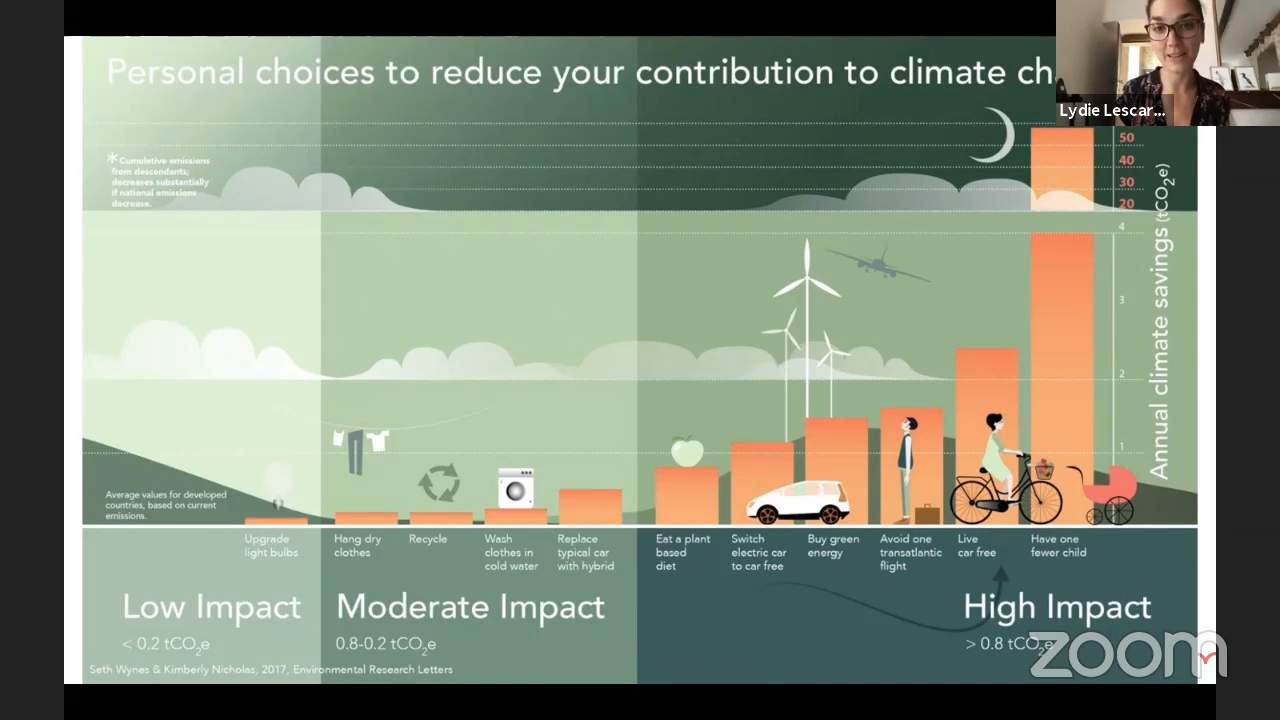 Personal choices to reduce your contribution to climate ch
Lydie Lescar...
*Cumulative emissions
from descendants;
decreases substantially
if national emissions
decrease.
50
40
30
20
4
3
2
1
Annual climate savings (tCO2e)
Average values for developed
countries, based on current
emissions.
Upgrade
light bulbs
Hang dry
clothes
Recycle
Wash
clothes in
cold water
Replace
typical car
with hybrid
Eat a plant
based
diet
Switch
electric car
to car free
Buy green
energy
Avoid one
transatlantic
flight
Live
car free
Have one
fewer child
Low Impact
< 0.2 tCO2e
Moderate Impact
0.8-0.2 tCO2e
High Impact
> 0.8 tCO2e
Seth Wynes & Kimberly Nicholas, 2017, Environmental Research Letters
zoom